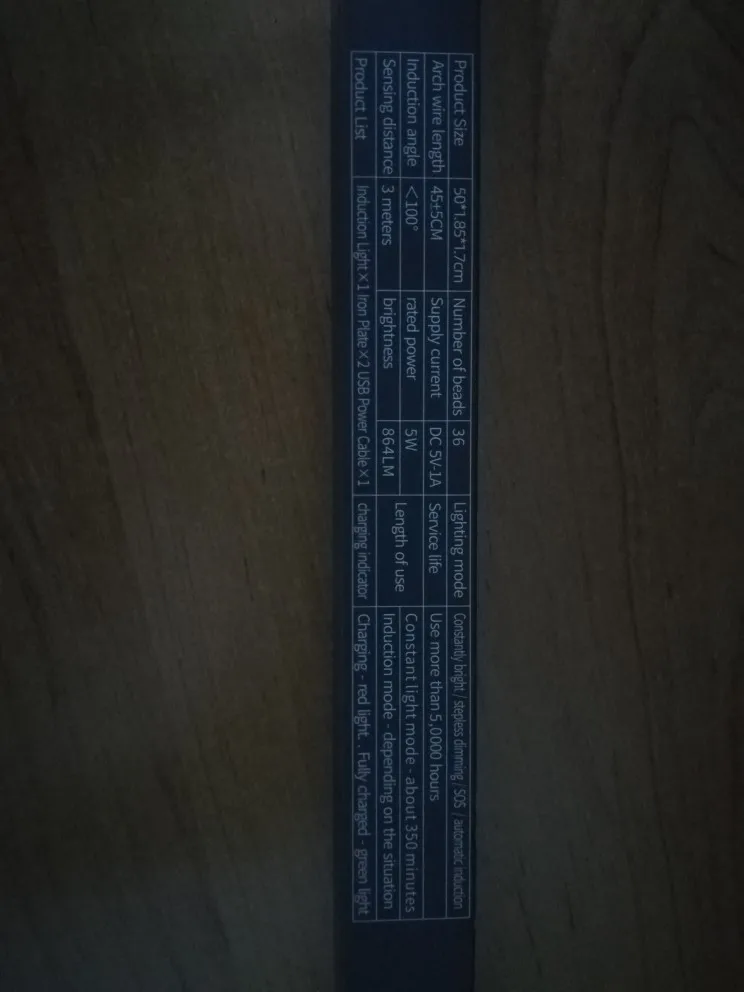 Product Size 50*1.85*1.7cm Number of beads 36 Lighting mode Constantly bright / stepless dimming / SOS / automatic induction
Arch wire length 45±5CM Supply current DC 5V-1A Service life Use more than 5,0000 hours
Induction angle <100° rated power 5W Length of use Constant light mode - about 350 minutes
Sensing distance 3 meters brightness 864LM Induction mode - depending on the situation
Product List Induction Light×1 Iron Plate×2 USB Power Cable×1 charging indicator Charging - red light . Fully charged - green light